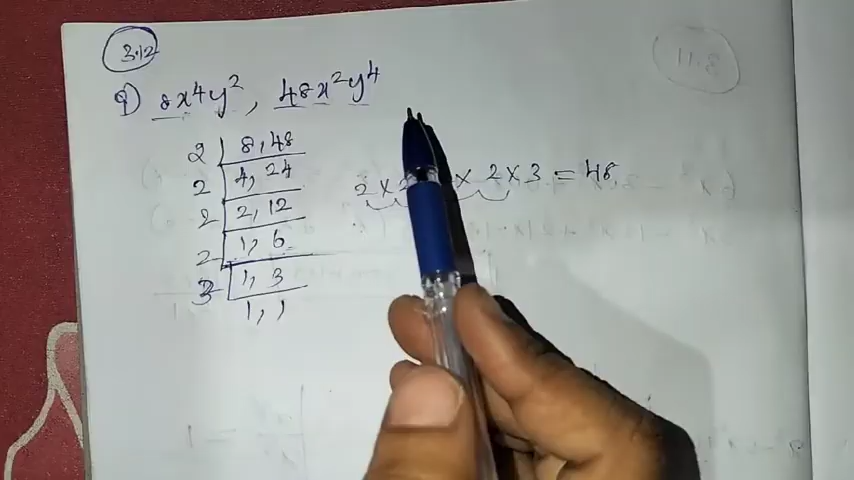 3.12
9) 8x⁴y², 48x²y⁴
2 | 8, 48
2 | 4, 24
2 | 2, 12
2 | 1, 6
3 | 1, 3
1, 1
2 × 2 × 2 × 3 = 48